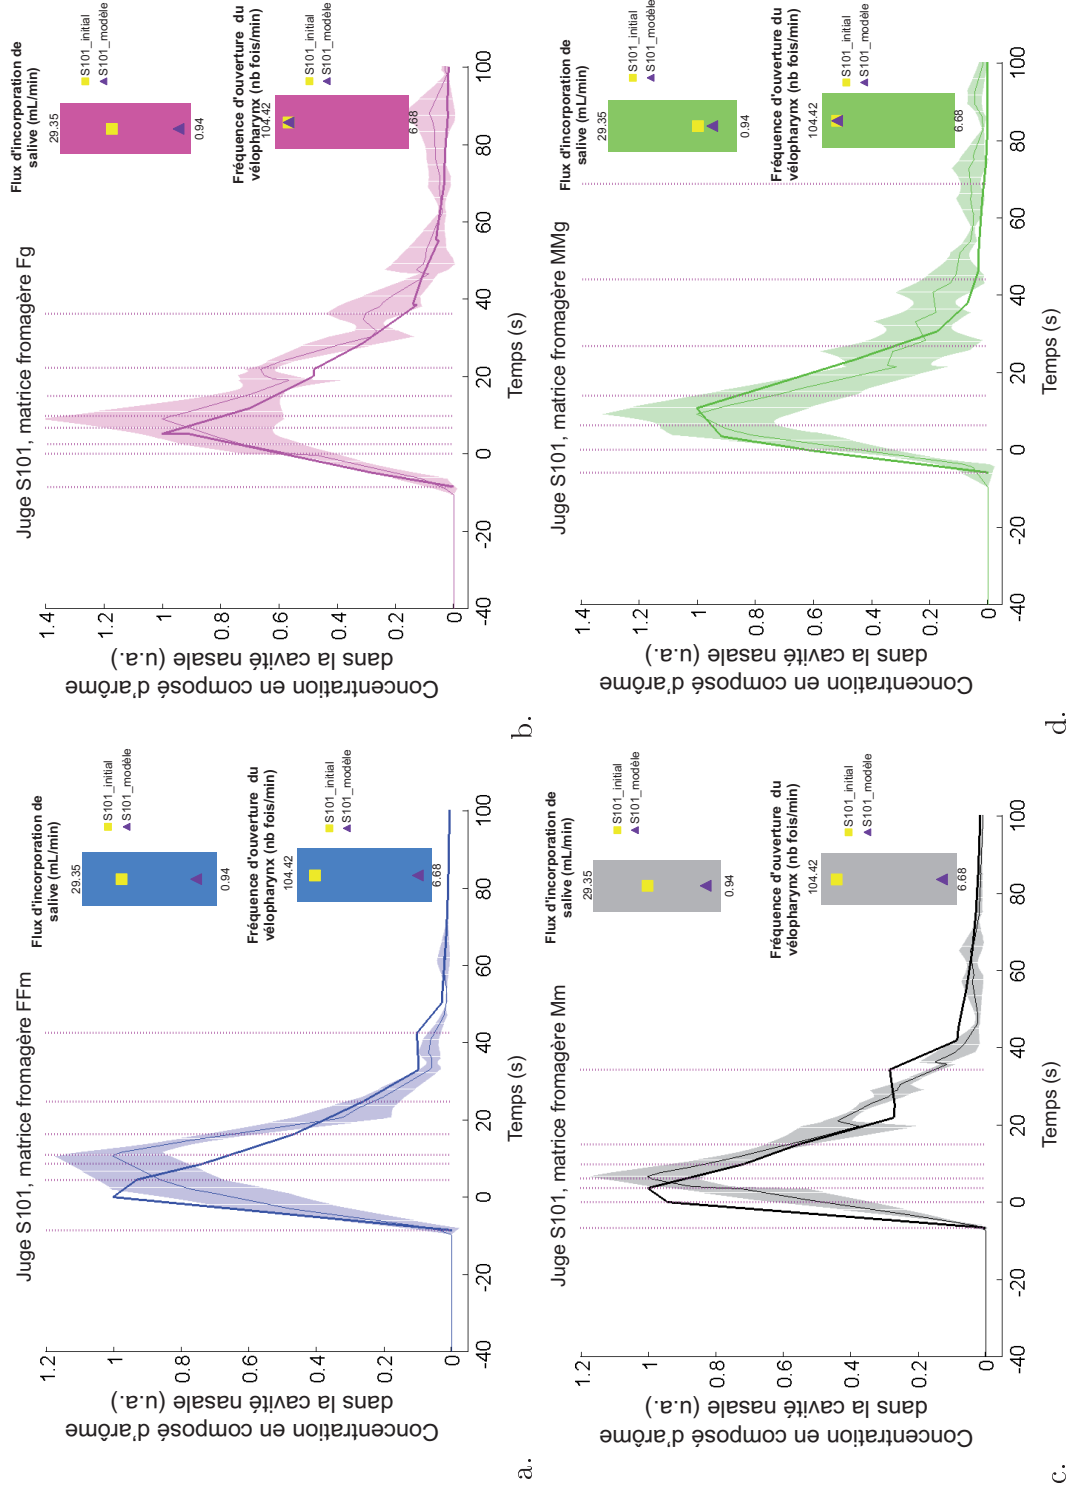 a.
Juge S101, matrice fromagère FFm
Concentration en composé d'arôme
dans la cavité nasale (u.a.)
1.2
1
0.8
0.6
0.4
0.2
0
-40
-20
0
20
40
60
80
100
Temps (s)
Flux d'incorporation de
salive (mL/min)
29.35
0.94
S101_initial
S101_modèle
Fréquence d'ouverture du
vélopharynx (nb fois/min)
104.42
6.68
S101_initial
S101_modèle
b.
Juge S101, matrice fromagère Fg
Concentration en composé d'arôme
dans la cavité nasale (u.a.)
1.4
1.2
1
0.8
0.6
0.4
0.2
0
-40
-20
0
20
40
60
80
100
Temps (s)
Flux d'incorporation de
salive (mL/min)
29.35
0.94
S101_initial
S101_modèle
Fréquence d'ouverture du
vélopharynx (nb fois/min)
104.42
6.68
S101_initial
S101_modèle
c.
Juge S101, matrice fromagère Mm
Concentration en composé d'arôme
dans la cavité nasale (u.a.)
1.2
1
0.8
0.6
0.4
0.2
0
-40
-20
0
20
40
60
80
100
Temps (s)
Flux d'incorporation de
salive (mL/min)
29.35
0.94
S101_initial
S101_modèle
Fréquence d'ouverture du
vélopharynx (nb fois/min)
104.42
6.68
S101_initial
S101_modèle
d.
Juge S101, matrice fromagère MMg
Concentration en composé d'arôme
dans la cavité nasale (u.a.)
1.4
1.2
1
0.8
0.6
0.4
0.2
0
-40
-20
0
20
40
60
80
100
Temps (s)
Flux d'incorporation de
salive (mL/min)
29.35
0.94
S101_initial
S101_modèle
Fréquence d'ouverture du
vélopharynx (nb fois/min)
104.42
6.68
S101_initial
S101_modèle